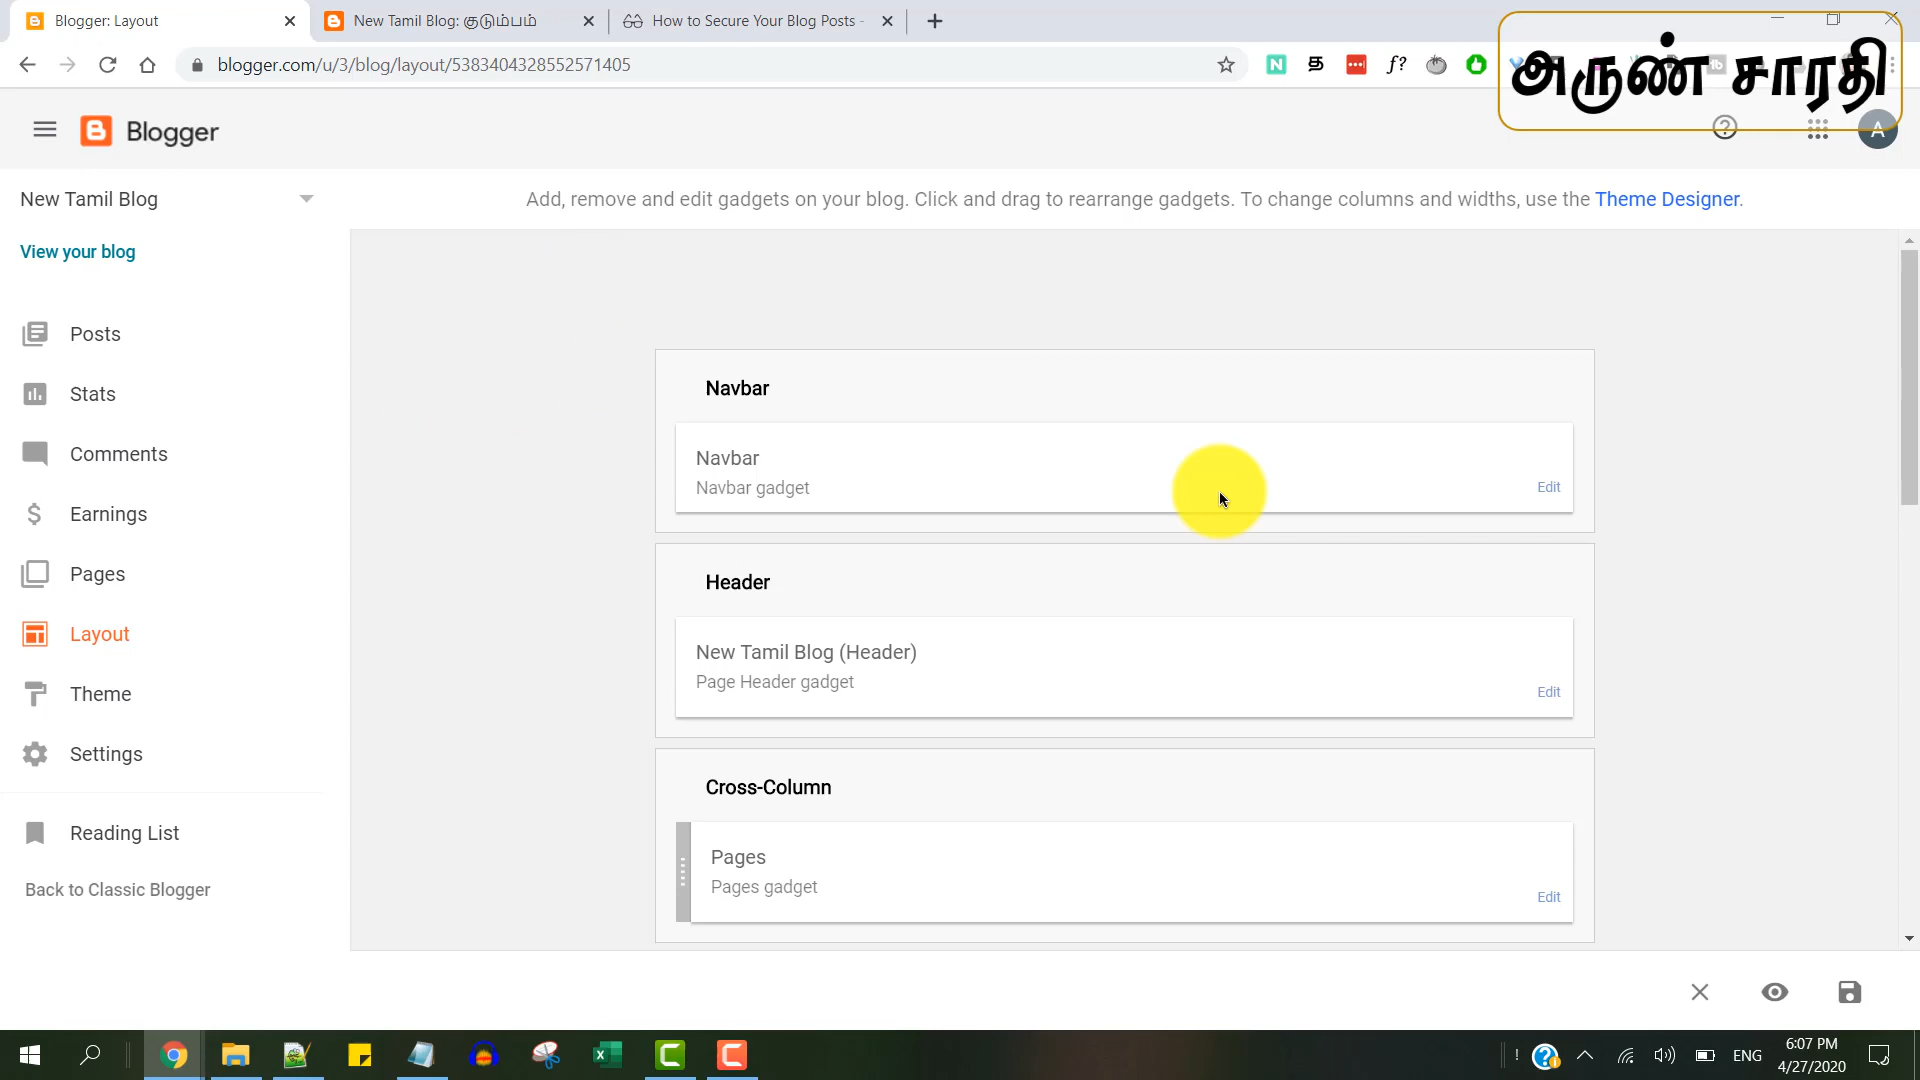 Blogger: Layout
New Tamil Blog: குடும்பம்
How to Secure Your Blog Posts -
blogger.com/u/3/blog/layout/5383404328552571405
அருண் சாரதி
Blogger
A
New Tamil Blog
Add, remove and edit gadgets on your blog. Click and drag to rearrange gadgets. To change columns and widths, use the Theme Designer.
View your blog
Posts
Stats
Comments
Earnings
Pages
Layout
Theme
Settings
Reading List
Back to Classic Blogger
Navbar
Navbar
Navbar gadget
Edit
Header
New Tamil Blog (Header)
Page Header gadget
Edit
Cross-Column
Pages
Pages gadget
Edit
ENG
6:07 PM
4/27/2020